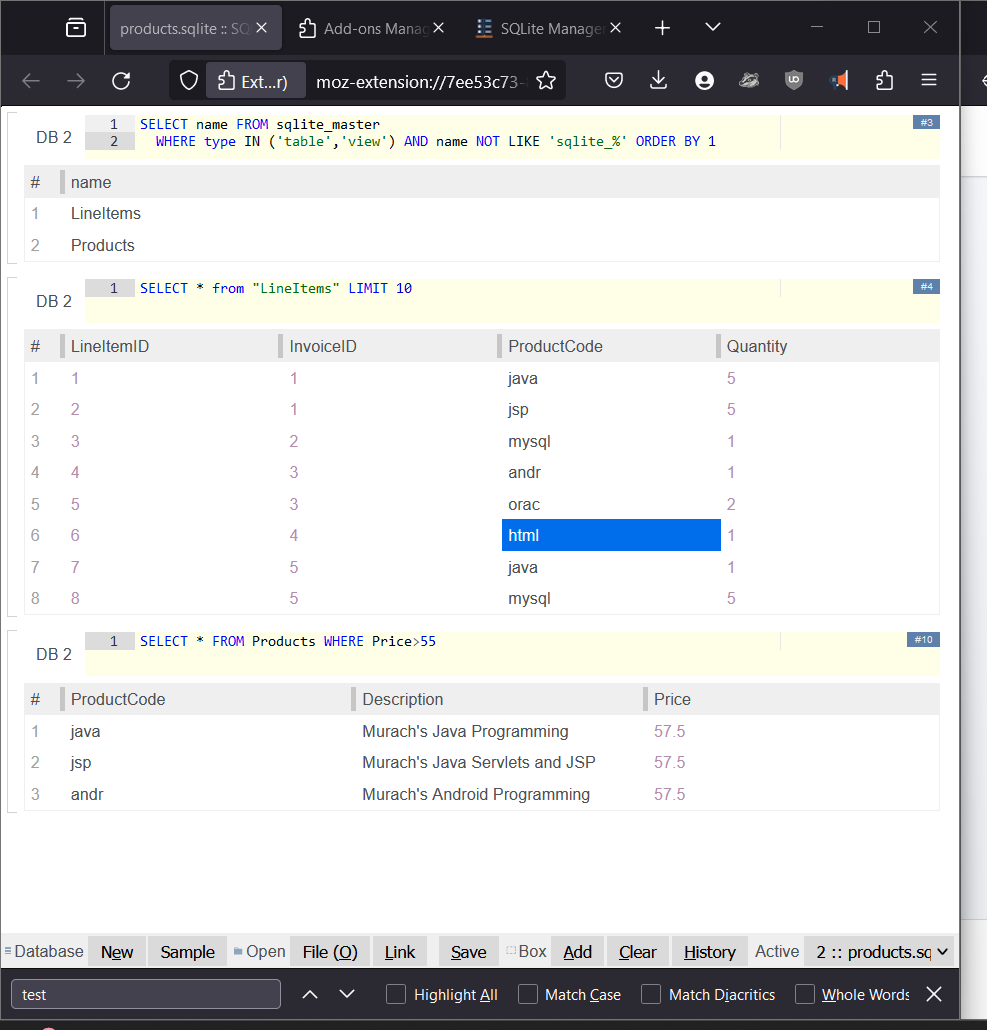 products.sqlite :: SQ Add-ons Manag SQLite Manage
Ext...r) moz-extension://7ee53c73-
DB 2 1 SELECT name FROM sqlite_master #3
2 WHERE type IN ('table','view') AND name NOT LIKE 'sqlite_%' ORDER BY 1
# name
1 LineItems
2 Products
DB 2 1 SELECT * from "LineItems" LIMIT 10 #4
# LineItemID InvoiceID ProductCode Quantity
1 1 1 java 5
2 2 1 jsp 5
3 3 2 mysql 1
4 4 3 andr 1
5 5 3 orac 2
6 6 4 html 1
7 7 5 java 1
8 8 5 mysql 5
DB 2 1 SELECT * FROM Products WHERE Price>55 #10
# ProductCode Description Price
1 java Murach's Java Programming 57.5
2 jsp Murach's Java Servlets and JSP 57.5
3 andr Murach's Android Programming 57.5
Database New Sample Open File (O) Link Save Box Add Clear History Active 2 :: products.sq
test Highlight All Match Case Match Diacritics Whole Words